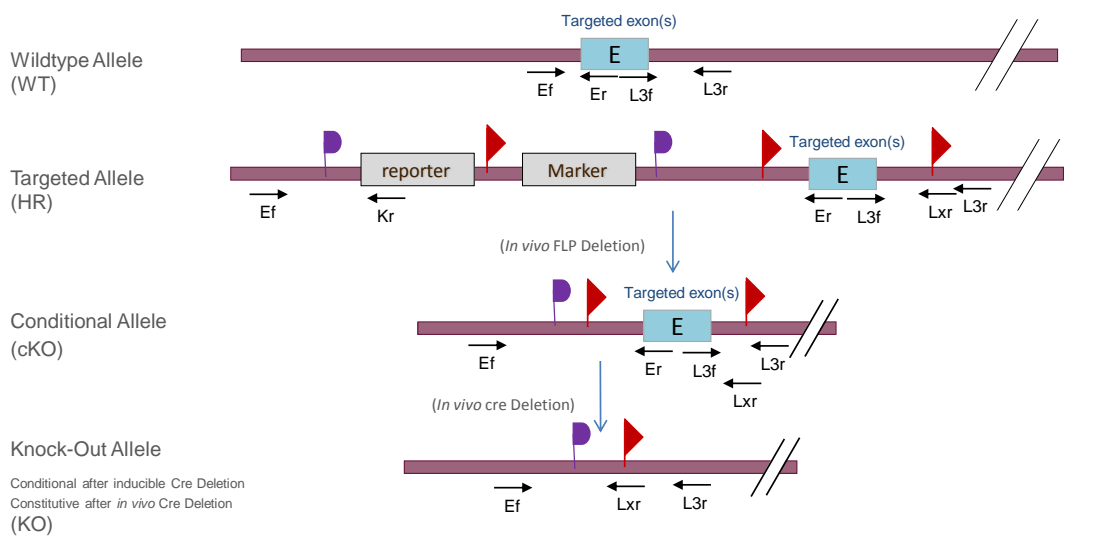 Targeted exon(s)
Wildtype Allele
(WT)
E
Ef
Er
L3f
L3r
Targeted exon(s)
Targeted Allele
(HR)
reporter
Marker
E
Ef
Kr
Er
L3f
Lxr
L3r
(In vivo FLP Deletion)
Targeted exon(s)
Conditional Allele
(cKO)
E
Ef
Er
L3f
L3r
Lxr
(In vivo cre Deletion)
Knock-Out Allele
Conditional after inducible Cre Deletion
Constitutive after in vivo Cre Deletion
(KO)
Ef
Lxr
L3r